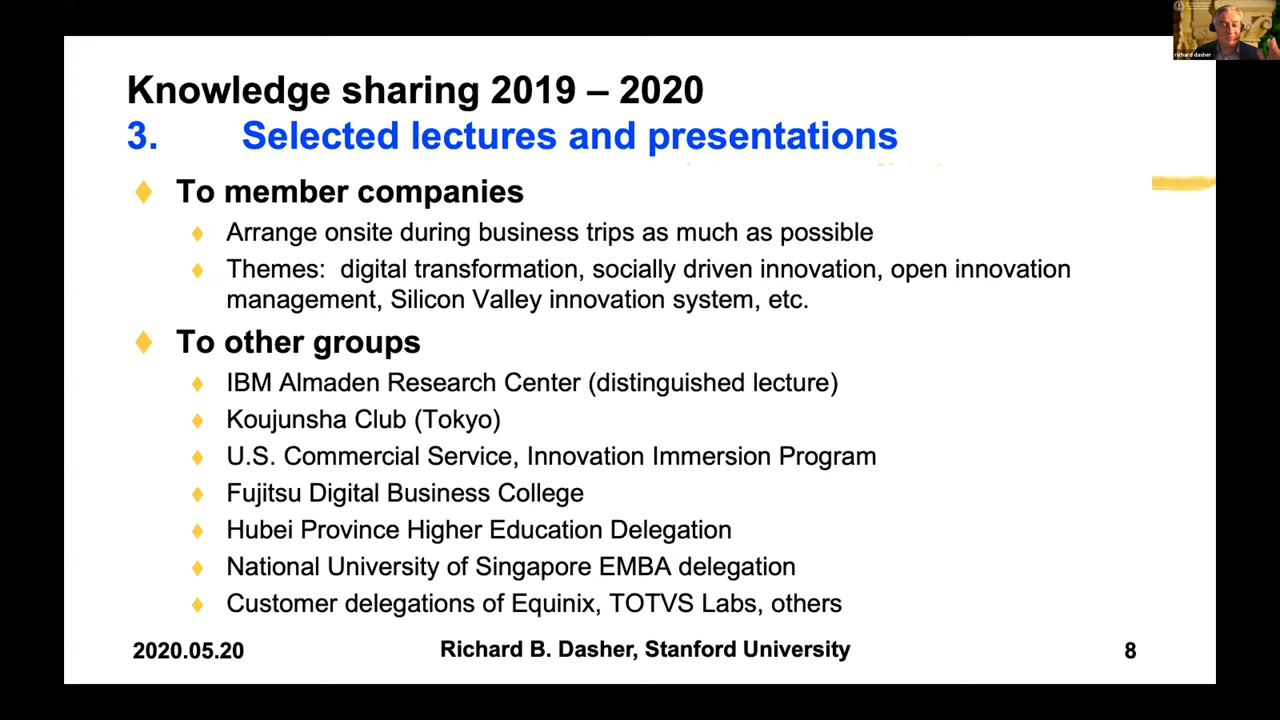 richard dasher
Knowledge sharing 2019 – 2020
3. Selected lectures and presentations
To member companies
Arrange onsite during business trips as much as possible
Themes: digital transformation, socially driven innovation, open innovation
management, Silicon Valley innovation system, etc.
To other groups
IBM Almaden Research Center (distinguished lecture)
Koujunsha Club (Tokyo)
U.S. Commercial Service, Innovation Immersion Program
Fujitsu Digital Business College
Hubei Province Higher Education Delegation
National University of Singapore EMBA delegation
Customer delegations of Equinix, TOTVS Labs, others
2020.05.20 Richard B. Dasher, Stanford University 8